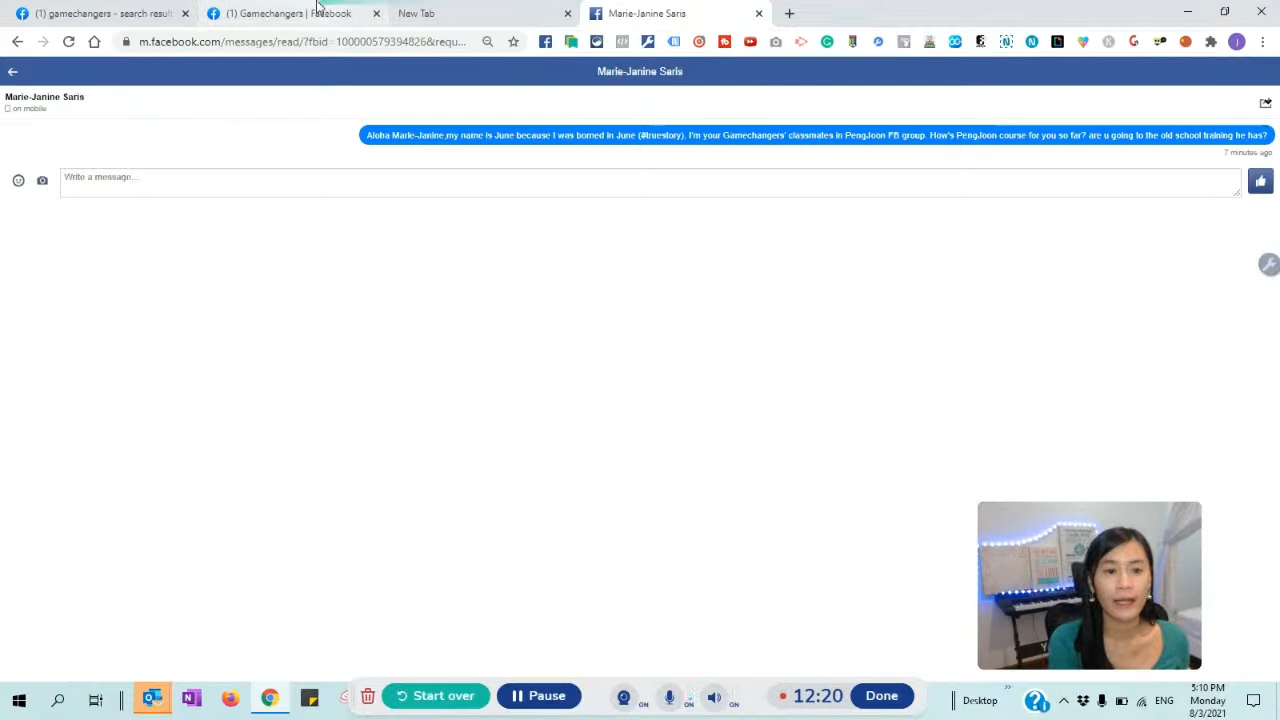 (1) gamechangers - search result
(1) Gamechangers | Facebook
New Tab
Marie-Janine Saris
m.facebook.com/messages/read/?fbid=100000579394826&requ...
Marie-Janine Saris
Marie-Janine Saris
on mobile
Aloha Marie-Janine,my name is June because I was borned in June (#truestory). I'm your Gamechangers' classmates in PengJoon FB group. How's PengJoon course for you so far? are u going to the old school training he has?
7 minutes ago
Write a message...
Start over
Pause
ON
ON
ON
12:20
Done
Desktop
ENG
5:10 PM
Monday
8/3/2021